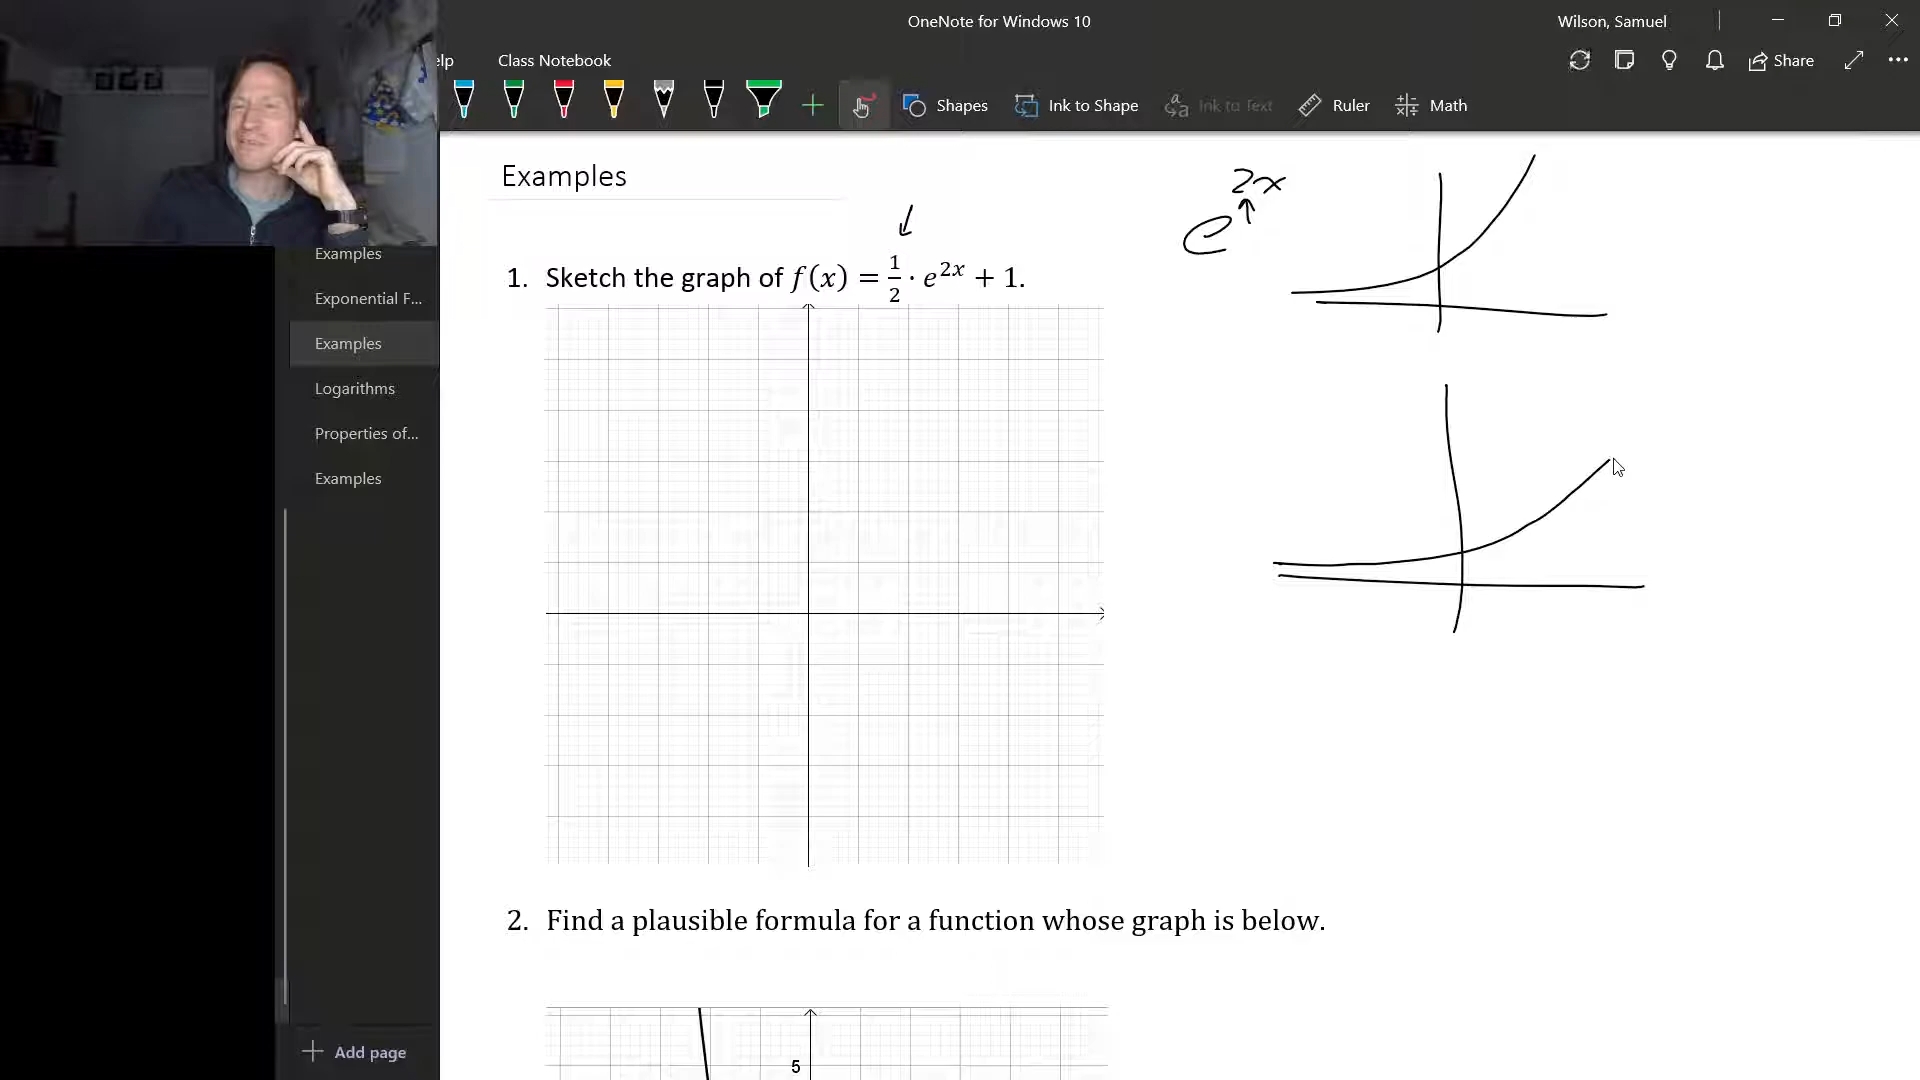 OneNote for Windows 10
Wilson, Samuel
elp
Class Notebook
Share
Shapes
Ink to Shape
Ink to Text
Ruler
Math
Examples
Exponential F...
Examples
Logarithms
Properties of...
Examples
Add page
Examples
1. Sketch the graph of f(x) = 1/2 · e^{2x} + 1.
e^{2x}
2. Find a plausible formula for a function whose graph is below.
5